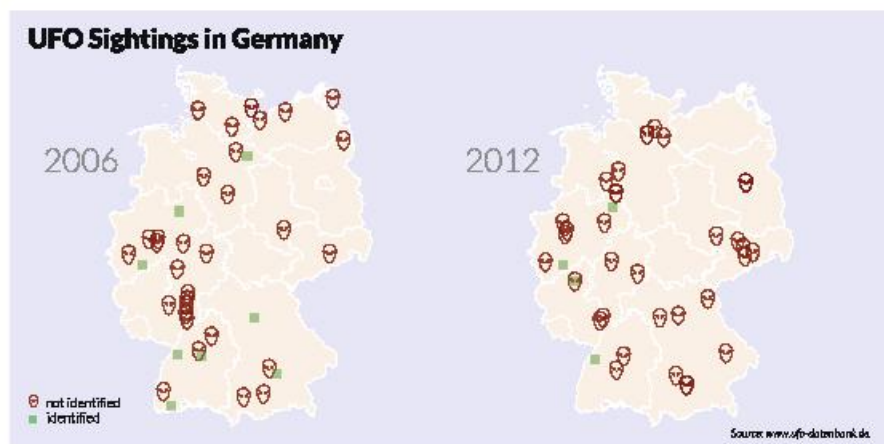 UFO Sightings in Germany
2006
2012
not identified
identified
Source: www.ufo-datenbank.de